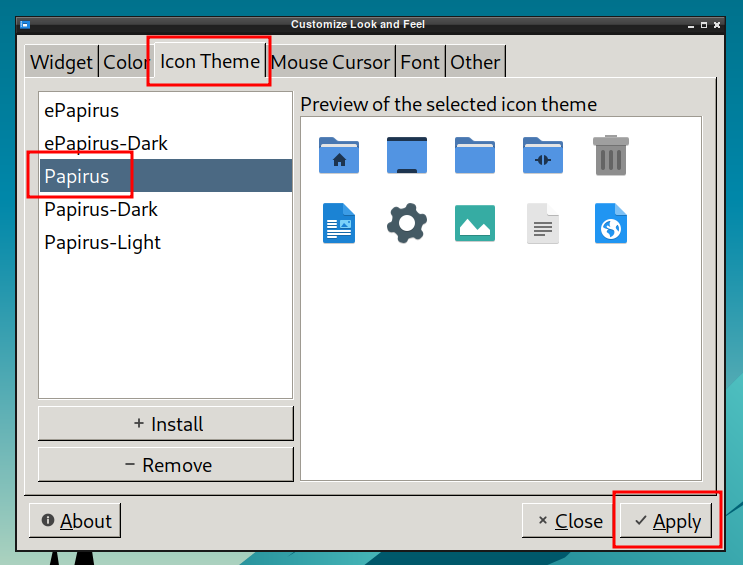 Customize Look and Feel
Widget Color Icon Theme Mouse Cursor Font Other
ePapirus
ePapirus-Dark
Papirus
Papirus-Dark
Papirus-Light
Install
Remove
Preview of the selected icon theme
About
Close
Apply